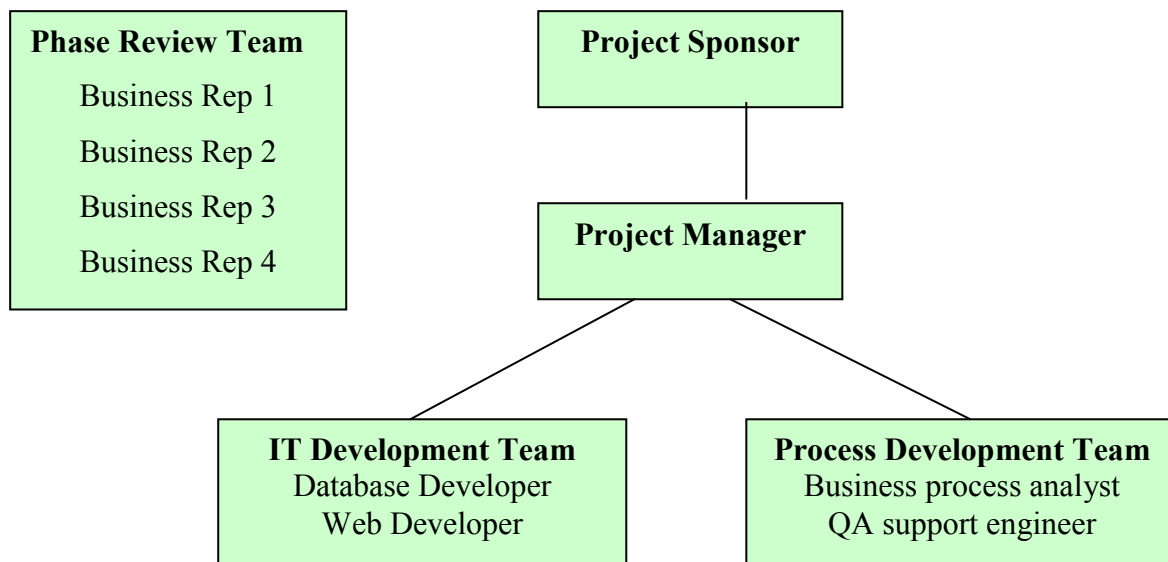 Phase Review Team
Business Rep 1
Business Rep 2
Business Rep 3
Business Rep 4
Project Sponsor
Project Manager
IT Development Team
Database Developer
Web Developer
Process Development Team
Business process analyst
QA support engineer